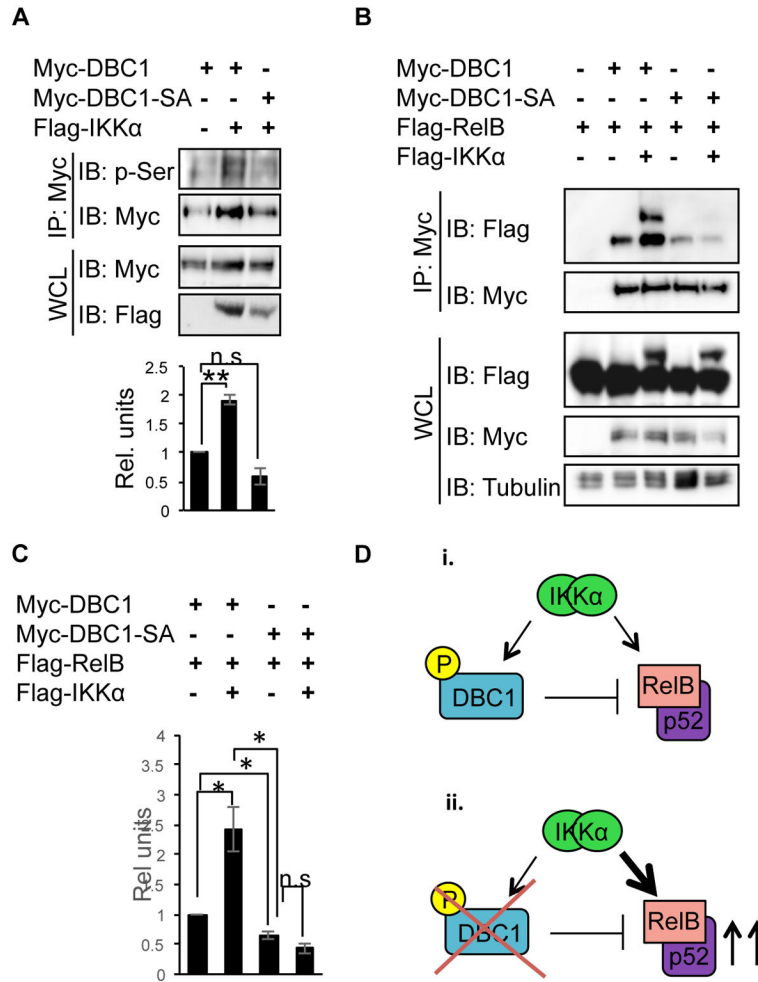 A
Myc-DBC1 + + -
Myc-DBC1-SA - - +
Flag-IKKα - + +
IP: Myc
IB: p-Ser
IB: Myc
WCL
IB: Myc
IB: Flag
n.s
**
Rel. units
2.5
2
1.5
1
0.5
0
B
Myc-DBC1 - + + - -
Myc-DBC1-SA - - - + +
Flag-RelB + + + + +
Flag-IKKα - - + - +
IP: Myc
IB: Flag
IB: Myc
WCL
IB: Flag
IB: Myc
IB: Tubulin
C
Myc-DBC1 + + - -
Myc-DBC1-SA - - + +
Flag-RelB + + + +
Flag-IKKα - + - +
Rel units
4
3.5
3
2.5
2
1.5
1
0.5
0
*
*
*
n.s
D
i.
IKKα
P
DBC1
RelB
p52
ii.
IKKα
P
DBC1
RelB
p52